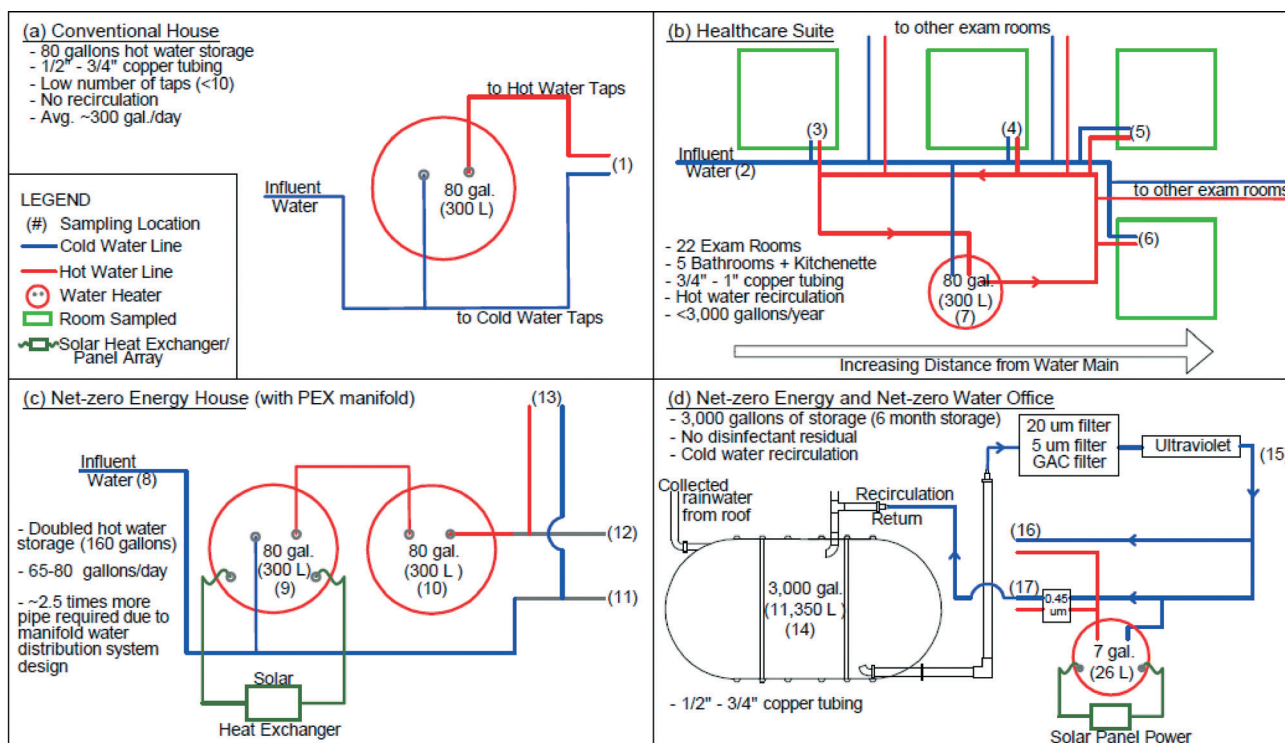 (a) Conventional House
- 80 gallons hot water storage
- 1/2" - 3/4" copper tubing
- Low number of taps (<10)
- No recirculation
- Avg. ~300 gal./day
to Hot Water Taps
(1)
80 gal.
(300 L)
Influent
Water
to Cold Water Taps
LEGEND
(#) Sampling Location
Cold Water Line
Hot Water Line
Water Heater
Room Sampled
Solar Heat Exchanger/
Panel Array
(b) Healthcare Suite
to other exam rooms
(3)
(4)
(5)
Influent
Water (2)
to other exam rooms
(6)
- 22 Exam Rooms
- 5 Bathrooms + Kitchenette
- 3/4" - 1" copper tubing
- Hot water recirculation
- <3,000 gallons/year
80 gal.
(300 L)
(7)
Increasing Distance from Water Main
(c) Net-zero Energy House (with PEX manifold)
(13)
Influent
Water (8)
- Doubled hot water
storage (160 gallons)
- 65-80 gallons/day
- ~2.5 times more
pipe required due to
manifold water
distribution system
design
80 gal.
(300 L)
(9)
80 gal.
(300 L )
(10)
(12)
(11)
Solar
Heat Exchanger
(d) Net-zero Energy and Net-zero Water Office
- 3,000 gallons of storage (6 month storage)
- No disinfectant residual
- Cold water recirculation
20 um filter
5 um filter
GAC filter
Ultraviolet
(15)
Collected
rainwater
from roof
Recirculation
Return
(16)
3,000 gal.
(11,350 L )
(14)
(17)
0.45
um
7 gal.
(26 L)
- 1/2" - 3/4" copper tubing
Solar Panel Power